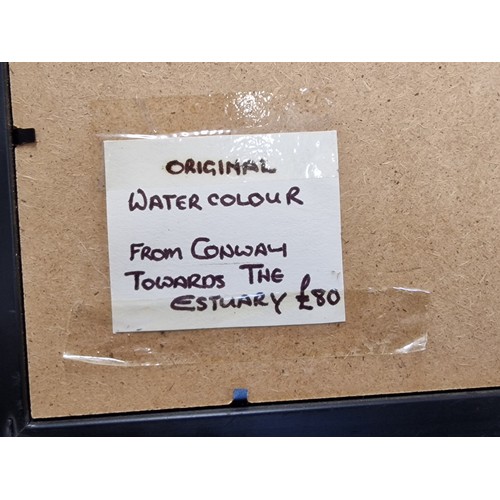 ORIGINAL
WATER COLOUR
FROM CONWAY
TOWARDS THE
ESTUARY £80